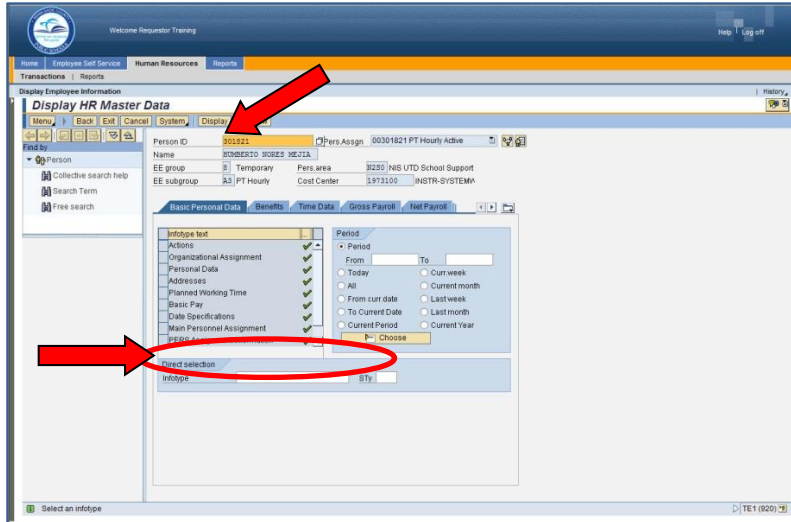 Welcome Requestor Training
Help Log off
Home Employee Self Service Human Resources Reports
Transactions | Reports
Display Employee Information
History
Display HR Master Data
Menu Back Exit Cancel System Display
Find by
Person
Collective search help
Search Term
Free search
Person ID 301821 Pers.Assgn 00301821 PT Hourly Active
Name HUMBERTO NORES MEJIA
EE group 8 Temporary Pers.area N280 NIS UTD School Support
EE subgroup A3 PT Hourly Cost Center 1973100 INSTR-SYSTEMW
Basic Personal Data Benefits Time Data Gross Payroll Net Payroll
Infotype text ...
Actions
Organizational Assignment
Personal Data
Addresses
Planned Working Time
Basic Pay
Date Specifications
Main Personnel Assignment
Period
Period
From To
Today Curr.week
All Current month
From curr.date Last week
To Current Date Last month
Current Period Current Year
Choose
Direct selection
Infotype STy
Select an infotype
TE1 (920)